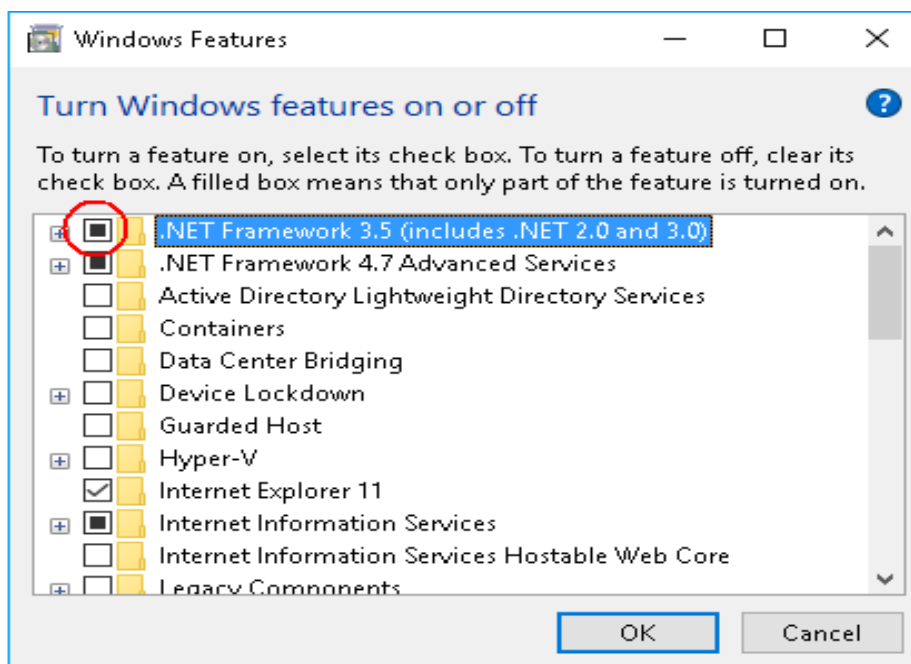 Windows Features
Turn Windows features on or off
To turn a feature on, select its check box. To turn a feature off, clear its
check box. A filled box means that only part of the feature is turned on.
.NET Framework 3.5 (includes .NET 2.0 and 3.0)
.NET Framework 4.7 Advanced Services
Active Directory Lightweight Directory Services
Containers
Data Center Bridging
Device Lockdown
Guarded Host
Hyper-V
Internet Explorer 11
Internet Information Services
Internet Information Services Hostable Web Core
Legacy Components
OK
Cancel